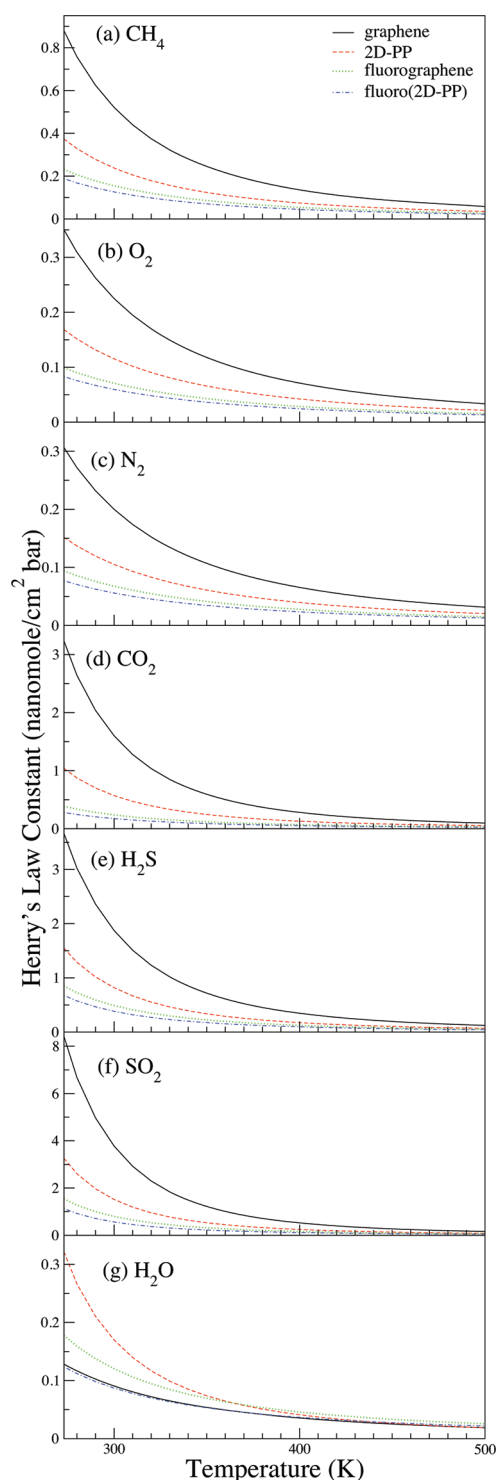 (a) CH4
graphene
2D-PP
fluorographene
fluoro(2D-PP)
0.8
0.6
0.4
0.2
0
(b) O2
0.3
0.2
0.1
0
(c) N2
0.3
0.2
0.1
0
(d) CO2
3
2
1
0
(e) H2S
3
2
1
0
(f) SO2
8
6
4
2
0
(g) H2O
0.3
0.2
0.1
0
300 400 500
Temperature (K)
Henry's Law Constant (nanomole/cm2 bar)